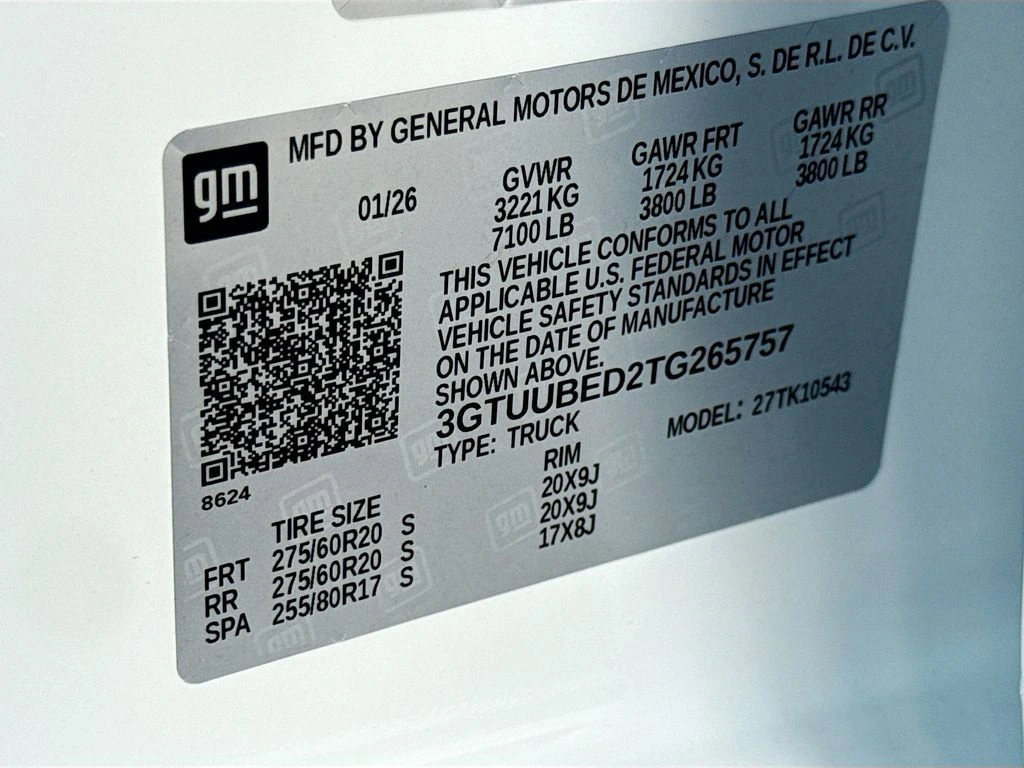 MFD BY GENERAL MOTORS DE MEXICO, S. DE R.L. DE C.V.
gm
01/26
GVWR
3221 KG
7100 LB
GAWR FRT
1724 KG
3800 LB
GAWR RR
1724 KG
3800 LB
THIS VEHICLE CONFORMS TO ALL
APPLICABLE U.S. FEDERAL MOTOR
VEHICLE SAFETY STANDARDS IN EFFECT
ON THE DATE OF MANUFACTURE
SHOWN ABOVE.
3GTUUBED2TG265757
TYPE: TRUCK
MODEL: 27TK10543
8624
TIRE SIZE RIM
FRT 275/60R20 S 20X9J
RR 275/60R20 S 20X9J
SPA 255/80R17 S 17X8J